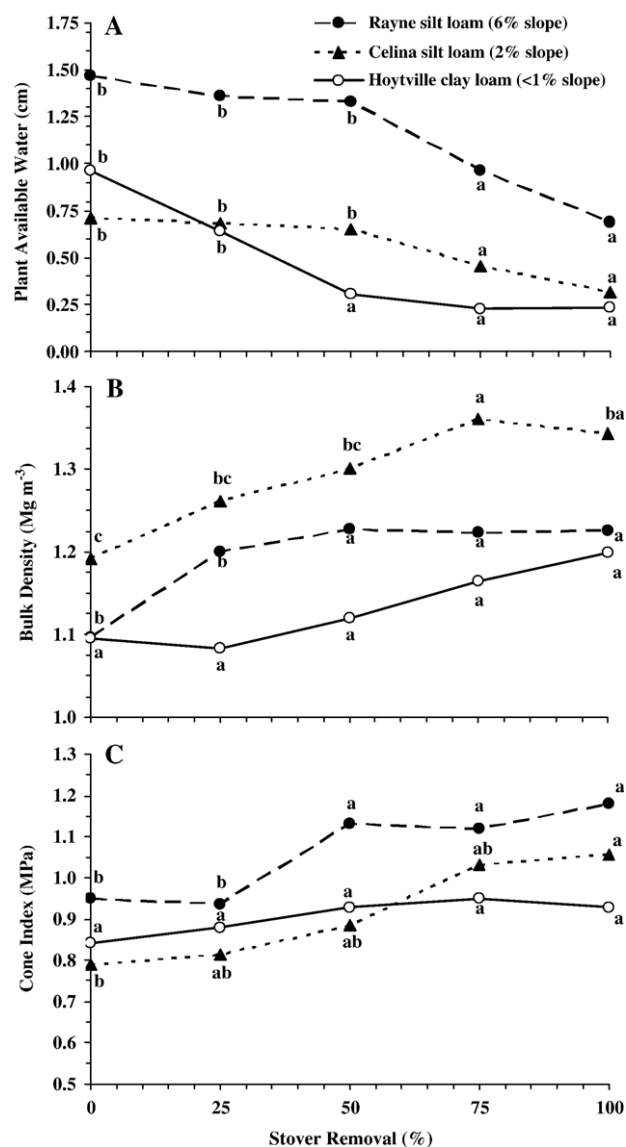 A
Rayne silt loam (6% slope)
Celina silt loam (2% slope)
Hoytville clay loam (<1% slope)
Plant Available Water (cm)
2.00
1.75
1.50
1.25
1.00
0.75
0.50
0.25
0.00
b b b a a
b b b a a
b b a a a
B
Bulk Density (Mg m-3)
1.4
1.3
1.2
1.1
1.0
c bc bc a ba
b b a a a
a a a a a
C
Cone Index (MPa)
1.3
1.2
1.1
1.0
0.9
0.8
0.7
0.6
0.5
b b a a a
a a a a a
b ab ab ab a
0 25 50 75 100
Stover Removal (%)